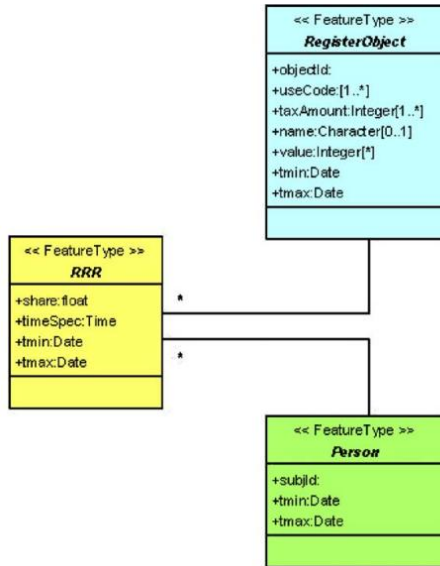 << FeatureType >>
RegisterObject
+objectId:
+useCode:[1..*]
+taxAmount:Integer[1..*]
+name:Character[0..1]
+value:Integer[*]
+tmin:Date
+tmax:Date
<< FeatureType >>
RRR
+share:float
+timeSpec:Time
+tmin:Date
+tmax:Date
*
*
<< FeatureType >>
Person
+subjId:
+tmin:Date
+tmax:Date